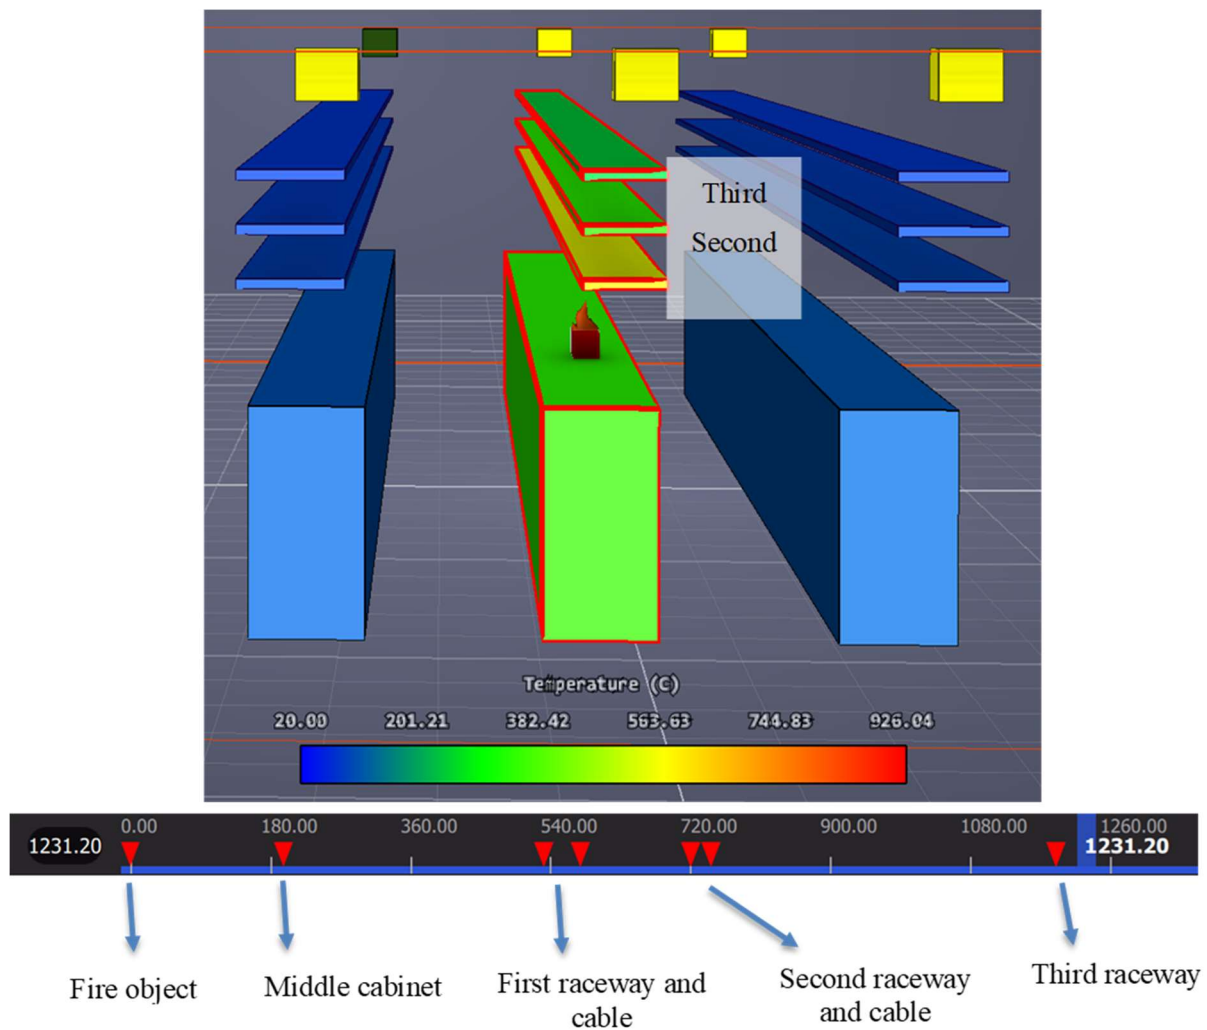 Third
Second
Temperature (C)
20.00 201.21 382.42 563.63 744.83 926.04
0.00 180.00 360.00 540.00 720.00 900.00 1080.00 1260.00
1231.20 1231.20
Fire object
Middle cabinet
First raceway and
cable
Second raceway
and cable
Third raceway